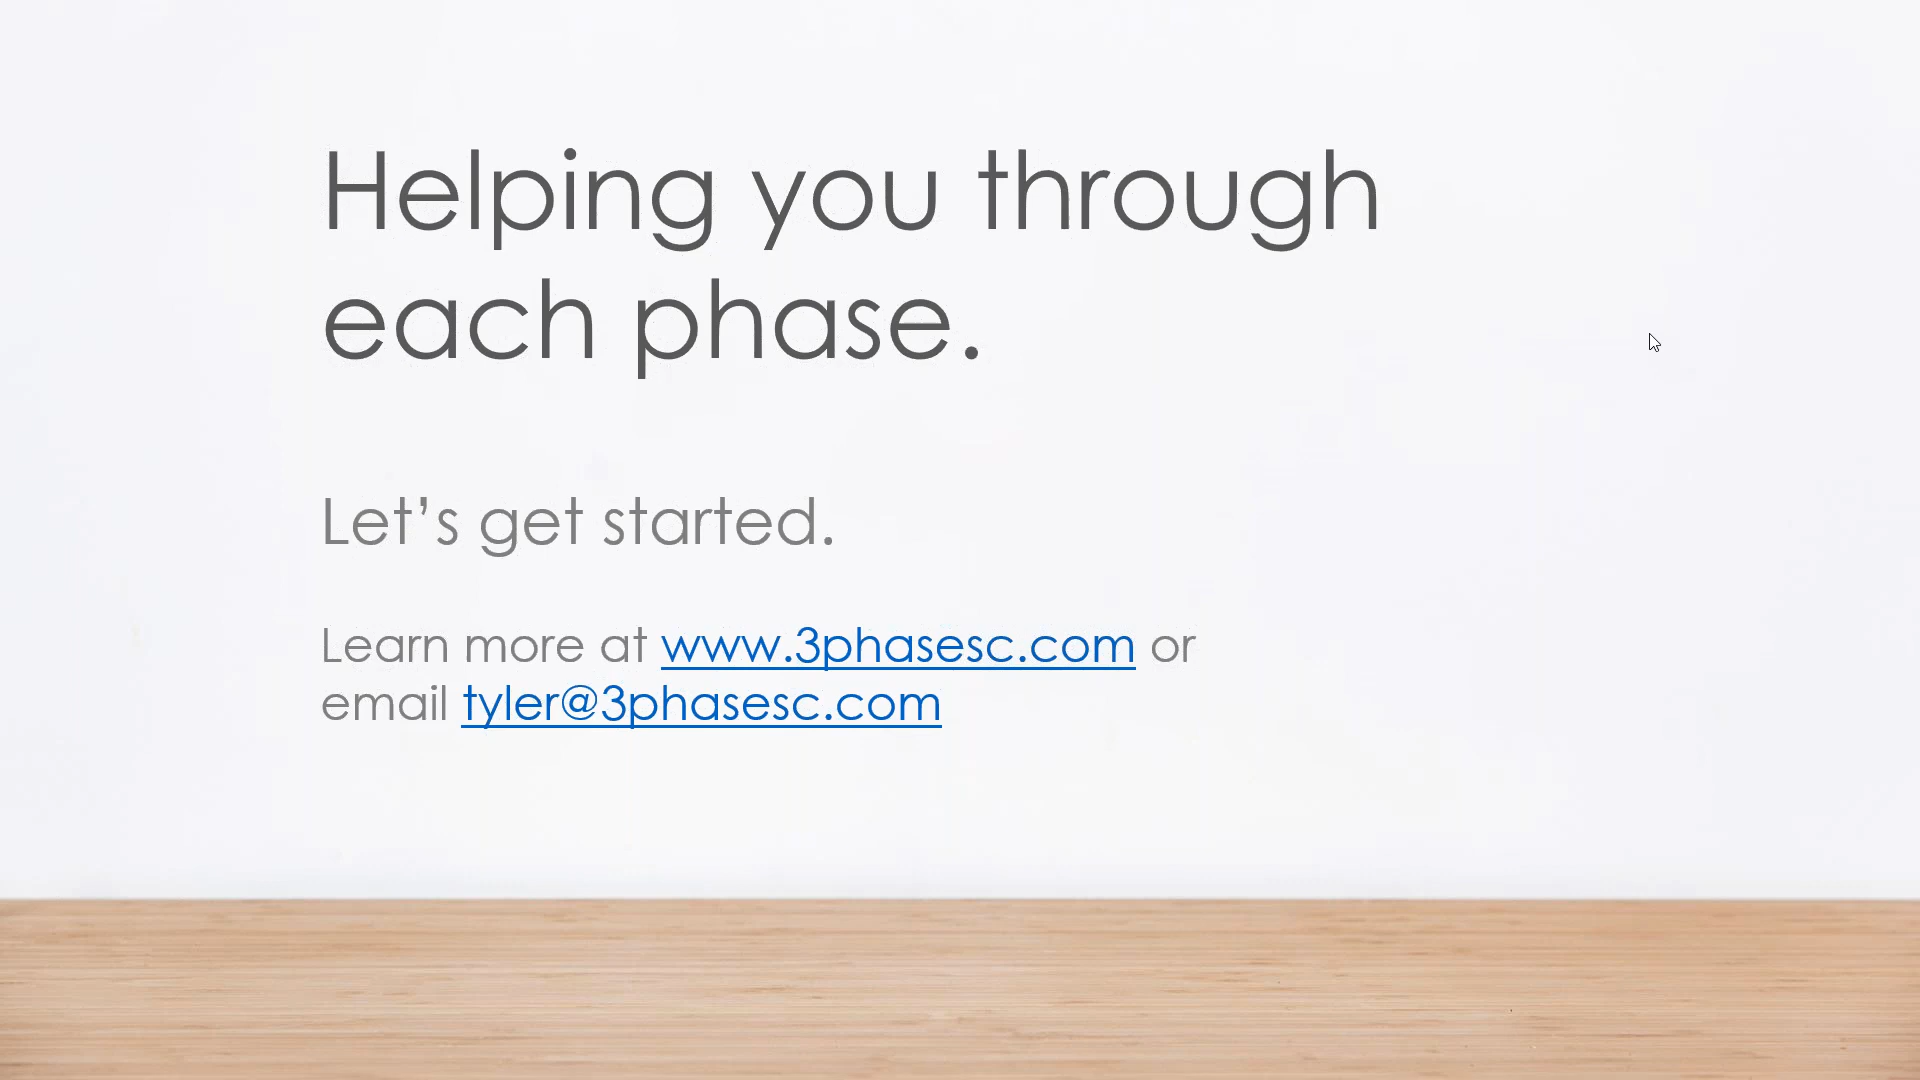 Helping you through
each phase.
Let’s get started.
Learn more at www.3phasesc.com or
email tyler@3phasesc.com